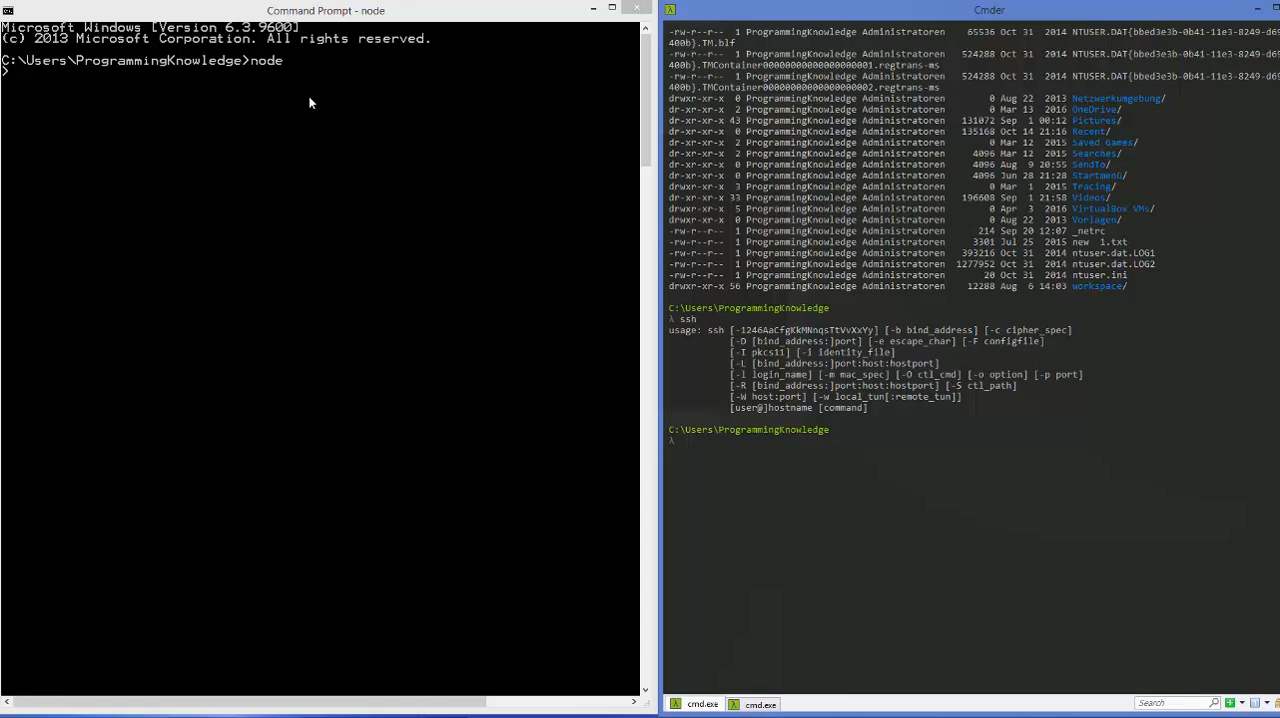 Command Prompt - node
Microsoft Windows [Version 6.3.9600]
(c) 2013 Microsoft Corporation. All rights reserved.
C:\Users\ProgrammingKnowledge>node
>
Cmder
-rw-r--r-- 1 ProgrammingKnowledge Administratoren 65536 Oct 31 2014 NTUSER.DAT{bbed3e3b-0b41-11e3-8249-d69
400b}.TM.blf
-rw-r--r-- 1 ProgrammingKnowledge Administratoren 524288 Oct 31 2014 NTUSER.DAT{bbed3e3b-0b41-11e3-8249-d69
400b}.TMContainer00000000000000000001.regtrans-ms
-rw-r--r-- 1 ProgrammingKnowledge Administratoren 524288 Oct 31 2014 NTUSER.DAT{bbed3e3b-0b41-11e3-8249-d69
400b}.TMContainer00000000000000000002.regtrans-ms
drwxr-xr-x 0 ProgrammingKnowledge Administratoren 0 Aug 22 2013 Netzwerkumgebung/
dr-xr-xr-x 2 ProgrammingKnowledge Administratoren 0 Mar 13 2016 OneDrive/
dr-xr-xr-x 43 ProgrammingKnowledge Administratoren 131072 Sep 1 00:12 Pictures/
dr-xr-xr-x 0 ProgrammingKnowledge Administratoren 135168 Oct 14 21:16 Recent/
dr-xr-xr-x 2 ProgrammingKnowledge Administratoren 0 Mar 12 2015 Saved Games/
dr-xr-xr-x 2 ProgrammingKnowledge Administratoren 4096 Mar 12 2015 Searches/
dr-xr-xr-x 0 ProgrammingKnowledge Administratoren 4096 Aug 9 20:55 SendTo/
dr-xr-xr-x 0 ProgrammingKnowledge Administratoren 4096 Jun 28 21:28 Startmenü/
drwxr-xr-x 3 ProgrammingKnowledge Administratoren 0 Mar 1 2015 Tracing/
dr-xr-xr-x 33 ProgrammingKnowledge Administratoren 196608 Sep 1 21:58 Videos/
drwxr-xr-x 5 ProgrammingKnowledge Administratoren 0 Apr 3 2016 VirtualBox VMs/
drwxr-xr-x 0 ProgrammingKnowledge Administratoren 0 Aug 22 2013 Vorlagen/
-rw-r--r-- 1 ProgrammingKnowledge Administratoren 214 Sep 20 12:07 _netrc
-rw-r--r-- 1 ProgrammingKnowledge Administratoren 3301 Jul 25 2015 new 1.txt
-rw-r--r-- 1 ProgrammingKnowledge Administratoren 393216 Oct 31 2014 ntuser.dat.LOG1
-rw-r--r-- 1 ProgrammingKnowledge Administratoren 1277952 Oct 31 2014 ntuser.dat.LOG2
-rw-r--r-- 1 ProgrammingKnowledge Administratoren 20 Oct 31 2014 ntuser.ini
drwxr-xr-x 56 ProgrammingKnowledge Administratoren 12288 Aug 6 14:03 workspace/
C:\Users\ProgrammingKnowledge
λ ssh
usage: ssh [-1246AaCfgKkMNnqsTtVvXxYy] [-b bind_address] [-c cipher_spec]
[-D [bind_address:]port] [-e escape_char] [-F configfile]
[-I pkcs11] [-i identity_file]
[-L [bind_address:]port:host:hostport]
[-l login_name] [-m mac_spec] [-O ctl_cmd] [-o option] [-p port]
[-R [bind_address:]port:host:hostport] [-S ctl_path]
[-W host:port] [-w local_tun[:remote_tun]]
[user@]hostname [command]
C:\Users\ProgrammingKnowledge
λ
cmd.exe
cmd.exe
Search